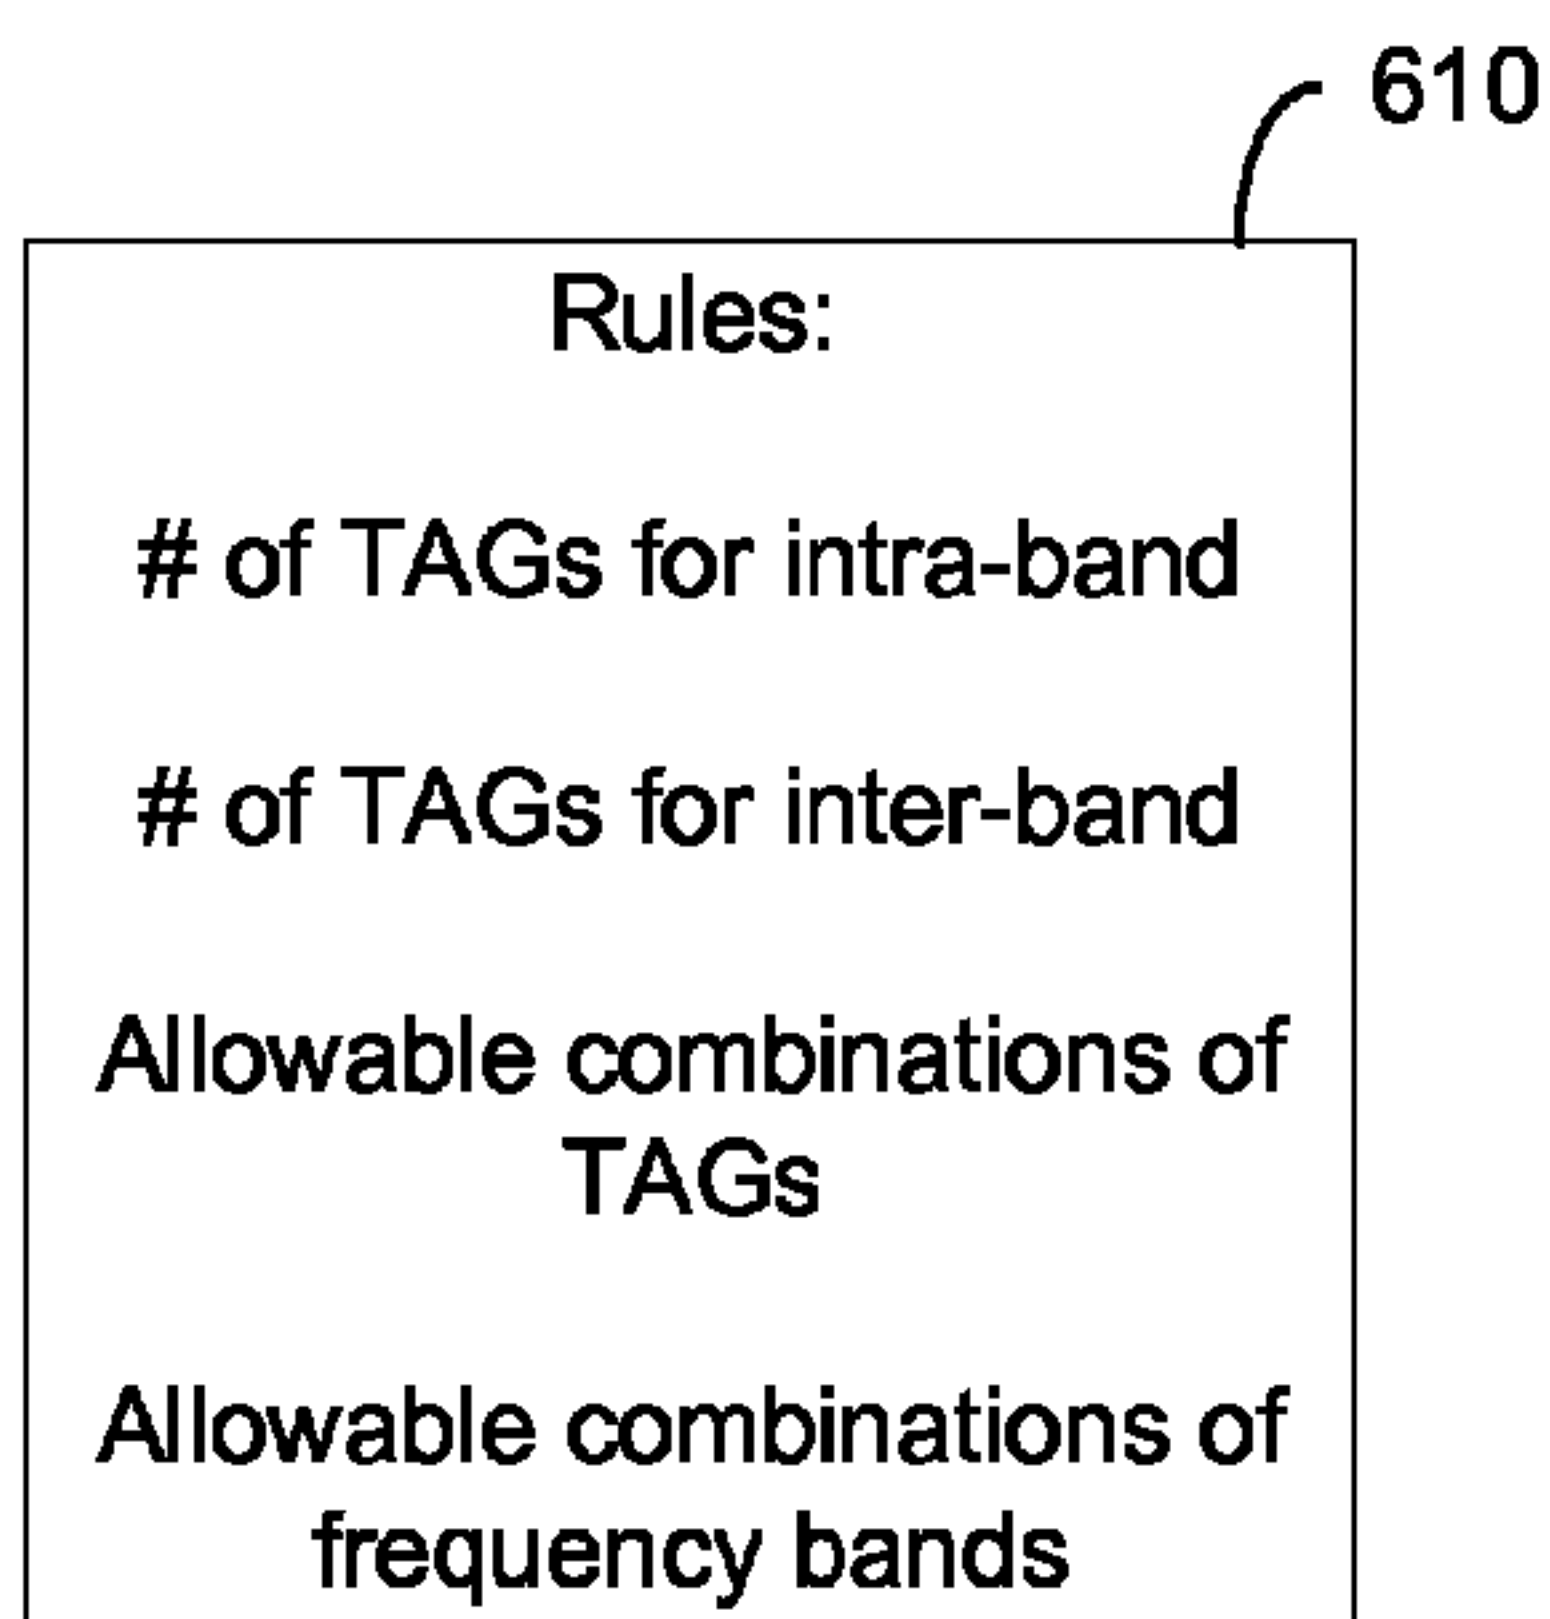 610
Rules:
# of TAGs for intra-band
# of TAGs for inter-band
Allowable combinations of
TAGs
Allowable combinations of
frequency bands